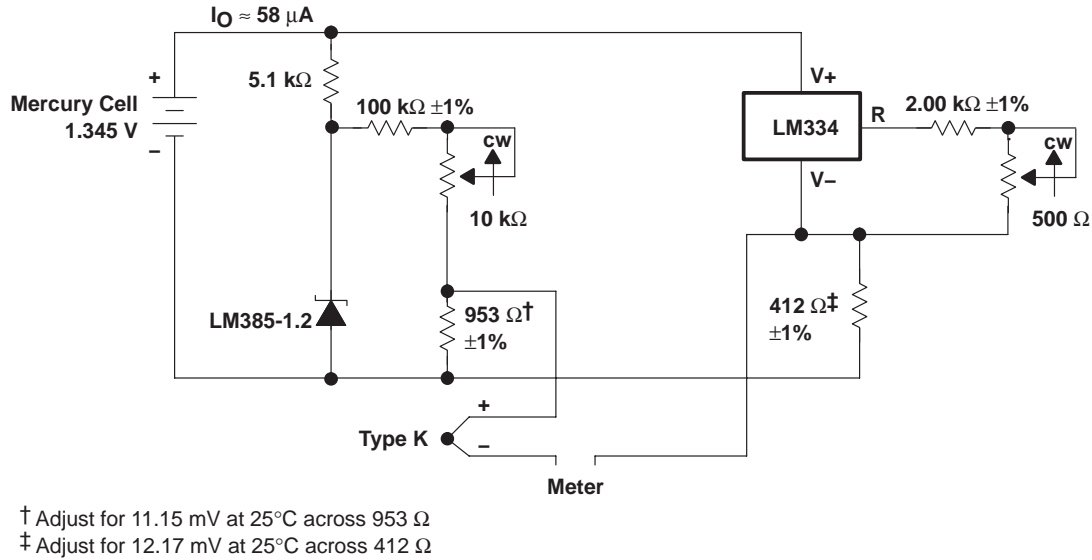 IO ≈ 58 μA
+
5.1 kΩ
Mercury Cell
1.345 V
−
100 kΩ ±1%
cw
10 kΩ
V+
LM334
R
2.00 kΩ ±1%
cw
V−
500 Ω
LM385-1.2
953 Ω†
±1%
412 Ω‡
±1%
+
Type K
−
Meter
† Adjust for 11.15 mV at 25°C across 953 Ω
‡ Adjust for 12.17 mV at 25°C across 412 Ω